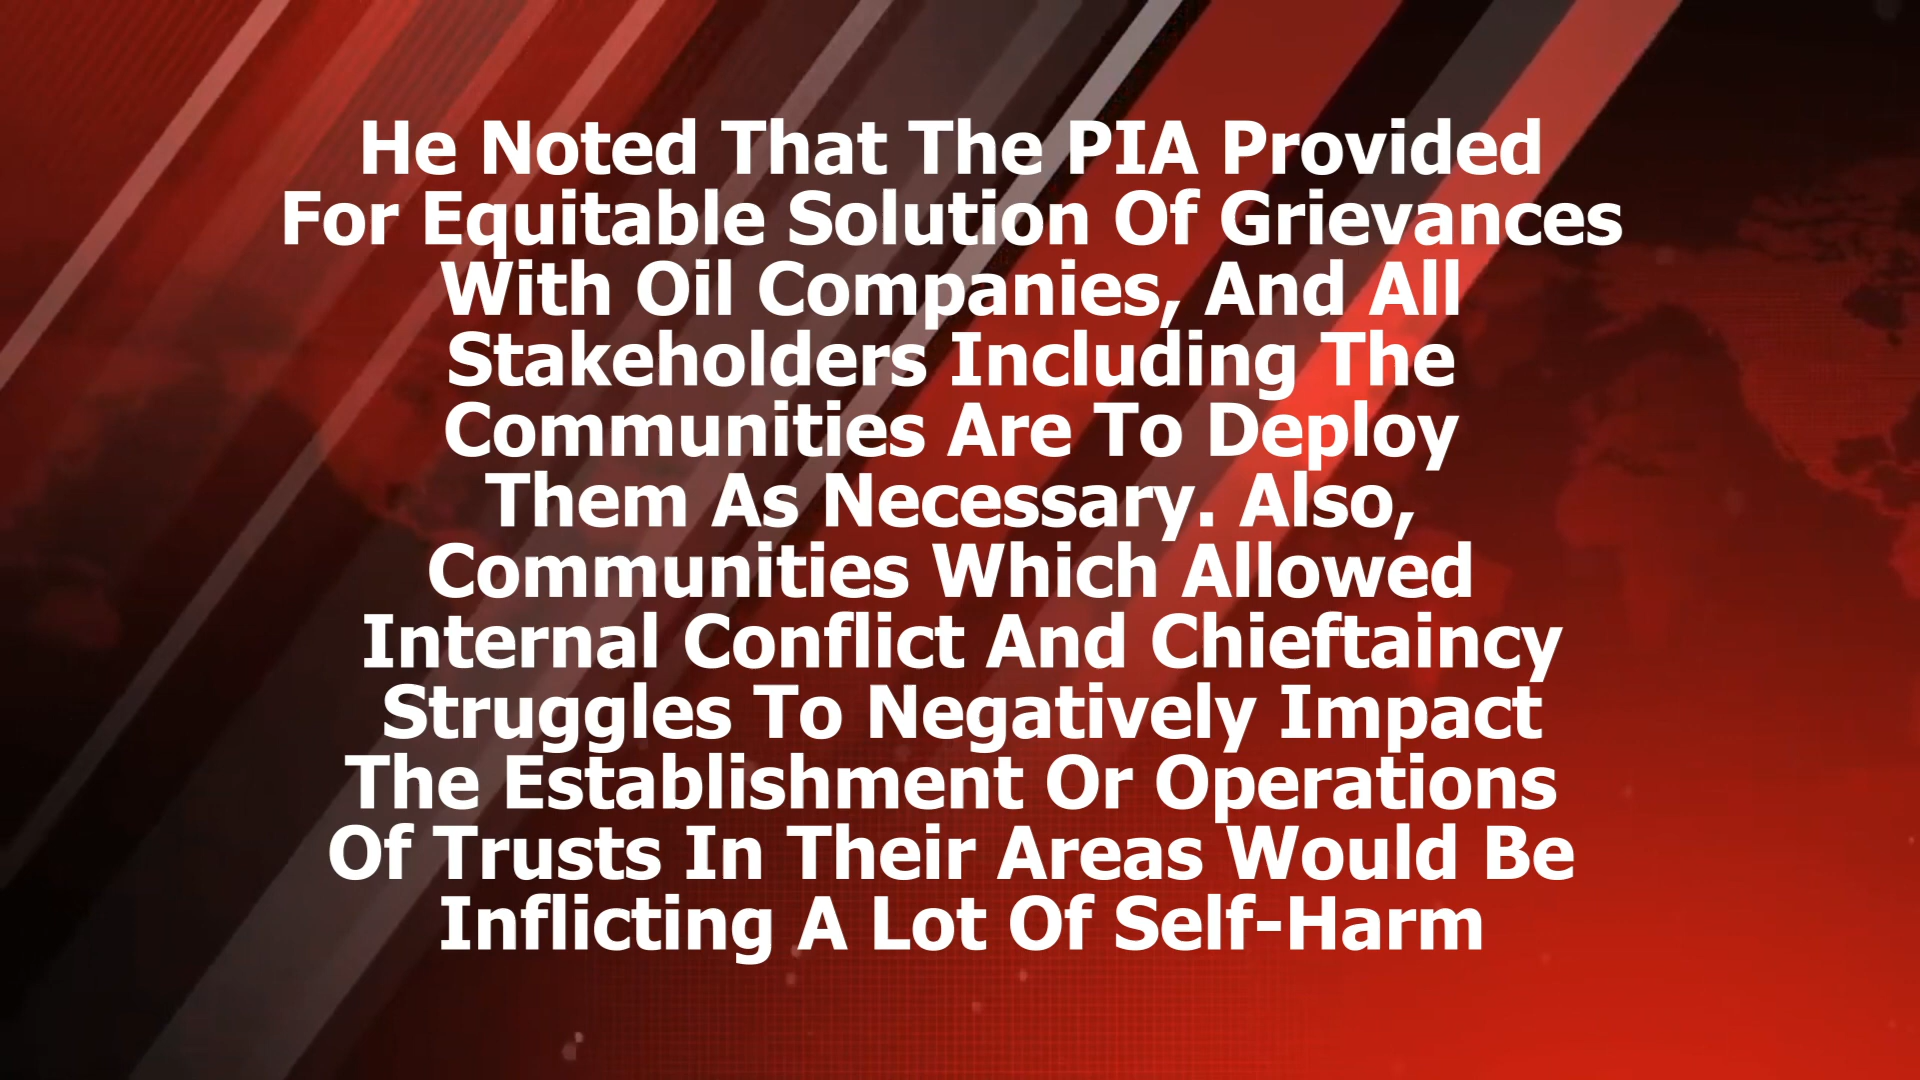 He Noted That The PIA Provided
For Equitable Solution Of Grievances
With Oil Companies, And All
Stakeholders Including The
Communities Are To Deploy
Them As Necessary. Also,
Communities Which Allowed
Internal Conflict And Chieftaincy
Struggles To Negatively Impact
The Establishment Or Operations
Of Trusts In Their Areas Would Be
Inflicting A Lot Of Self-Harm